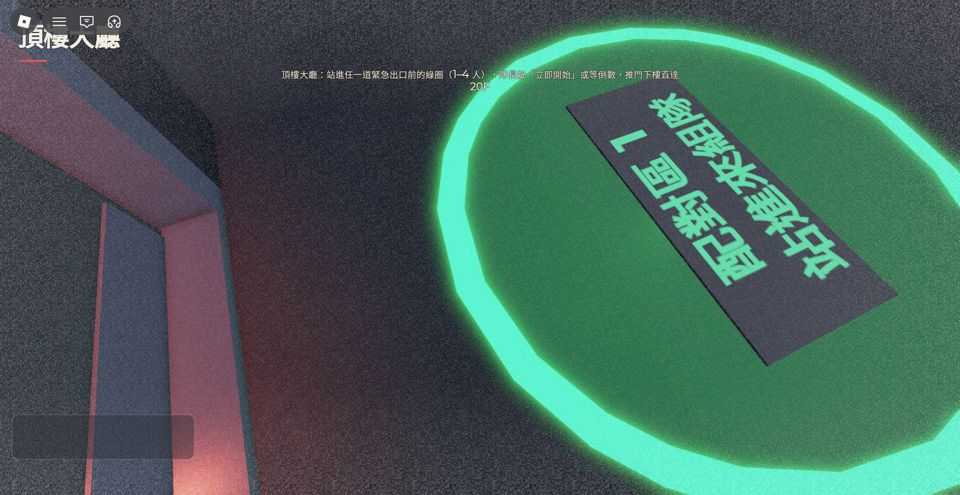 頂樓大廳
頂樓大廳：站進任一道緊急出口前的綠圈（1–4 人），隊長按「立即開始」或等倒數，推門下樓直達
20F
配對區 1
站進來組隊